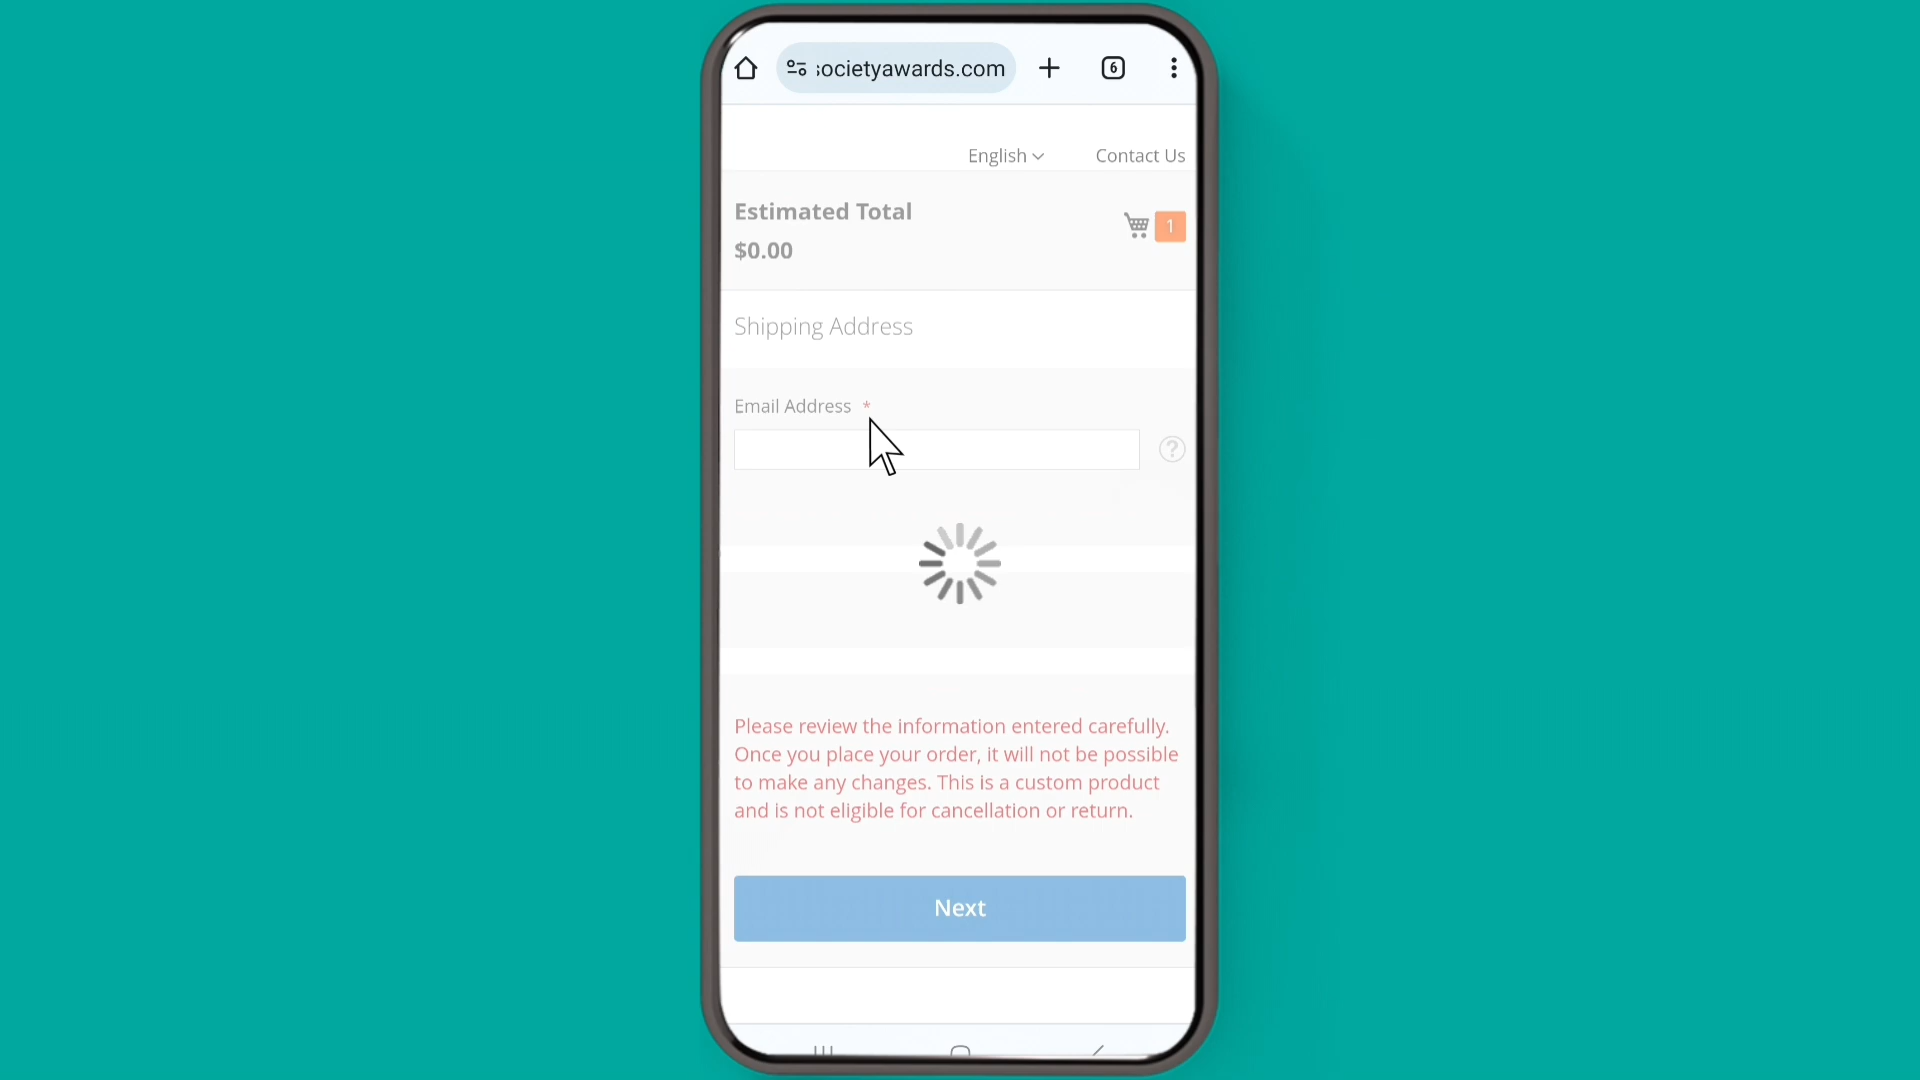 societyawards.com
6
English
Contact Us
Estimated Total
$0.00
1
Shipping Address
Email Address *
?
Please review the information entered carefully.
Once you place your order, it will not be possible
to make any changes. This is a custom product
and is not eligible for cancellation or return.
Next